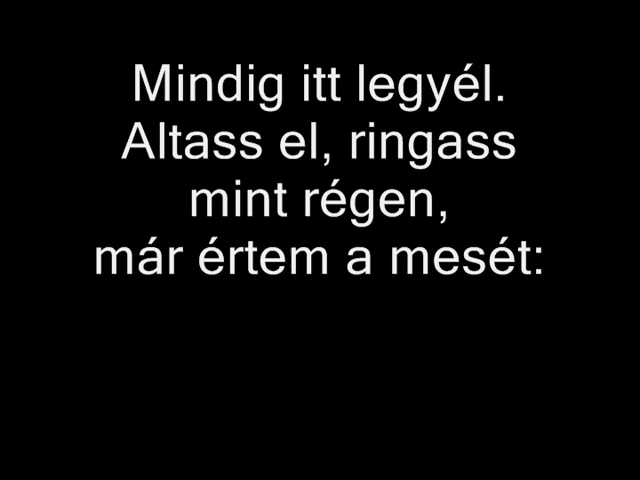 Mindig itt legyél.
Altass el, ringass
mint régen,
már értem a mesét: